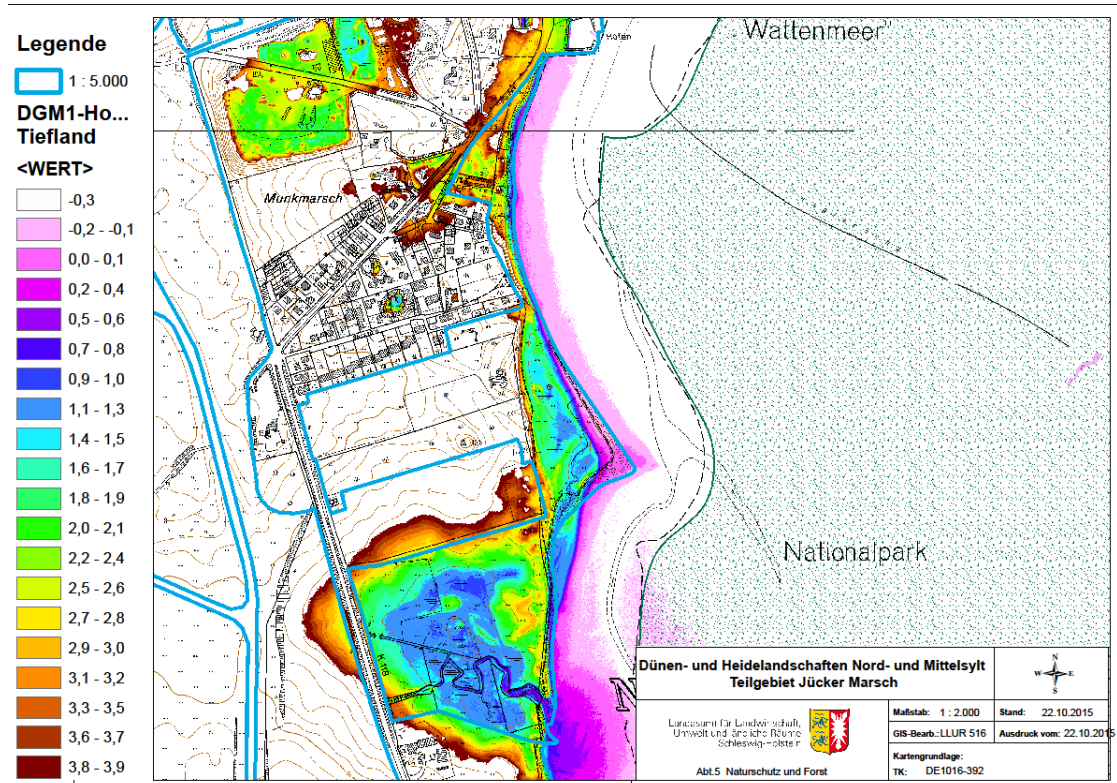 Legende
1 : 5.000
DGM1-Ho...
Tiefland
<WERT>
-0,3
-0,2 - -0,1
0,0 - 0,1
0,2 - 0,4
0,5 - 0,6
0,7 - 0,8
0,9 - 1,0
1,1 - 1,3
1,4 - 1,5
1,6 - 1,7
1,8 - 1,9
2,0 - 2,1
2,2 - 2,4
2,5 - 2,6
2,7 - 2,8
2,9 - 3,0
3,1 - 3,2
3,3 - 3,5
3,6 - 3,7
3,8 - 3,9
Wattenmeer
Hafen
Munkmarsch
Nationalpark
K 118
N
Dünen- und Heidelandschaften Nord- und Mittelsylt
Teilgebiet Jücker Marsch
N
W E
S
Landesamt für Landwirtschaft,
Umwelt und ländliche Räume
Schleswig-Holstein
Abt.5 Naturschutz und Forst
Maßstab: 1 : 2.000
Stand: 22.10.2015
GIS-Bearb.: LLUR 516
Ausdruck vom: 22.10.2015
Kartengrundlage:
TK: DE1016-392